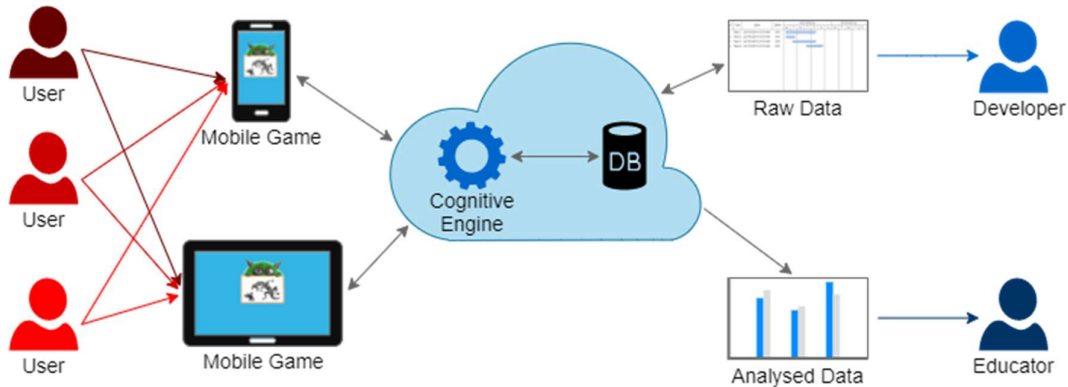 User
User
User
Mobile Game
Mobile Game
Cognitive
Engine
DB
Raw Data
Developer
Analysed Data
Educator